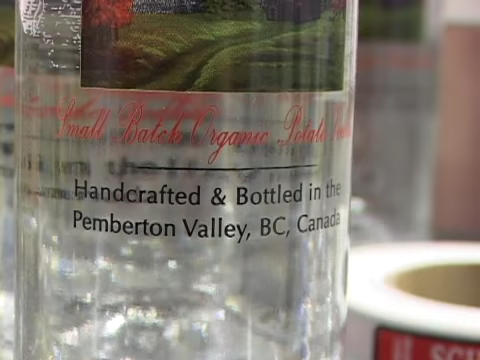 Small Batch Organic Potato
Handcrafted & Bottled in the
Pemberton Valley, BC, Canada